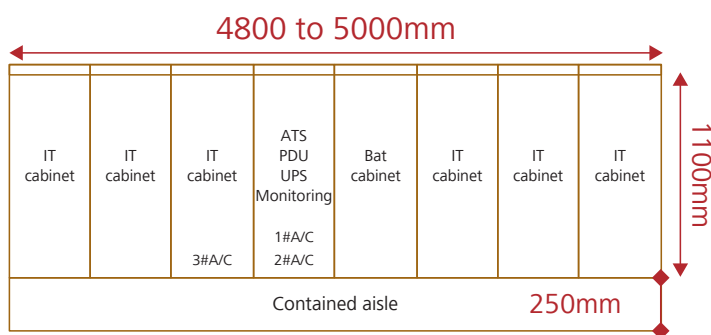 4800 to 5000mm
IT
cabinet
IT
cabinet
IT
cabinet
3#A/C
ATS
PDU
UPS
Monitoring
1#A/C
2#A/C
Bat
cabinet
IT
cabinet
IT
cabinet
IT
cabinet
1100mm
Contained aisle
250mm